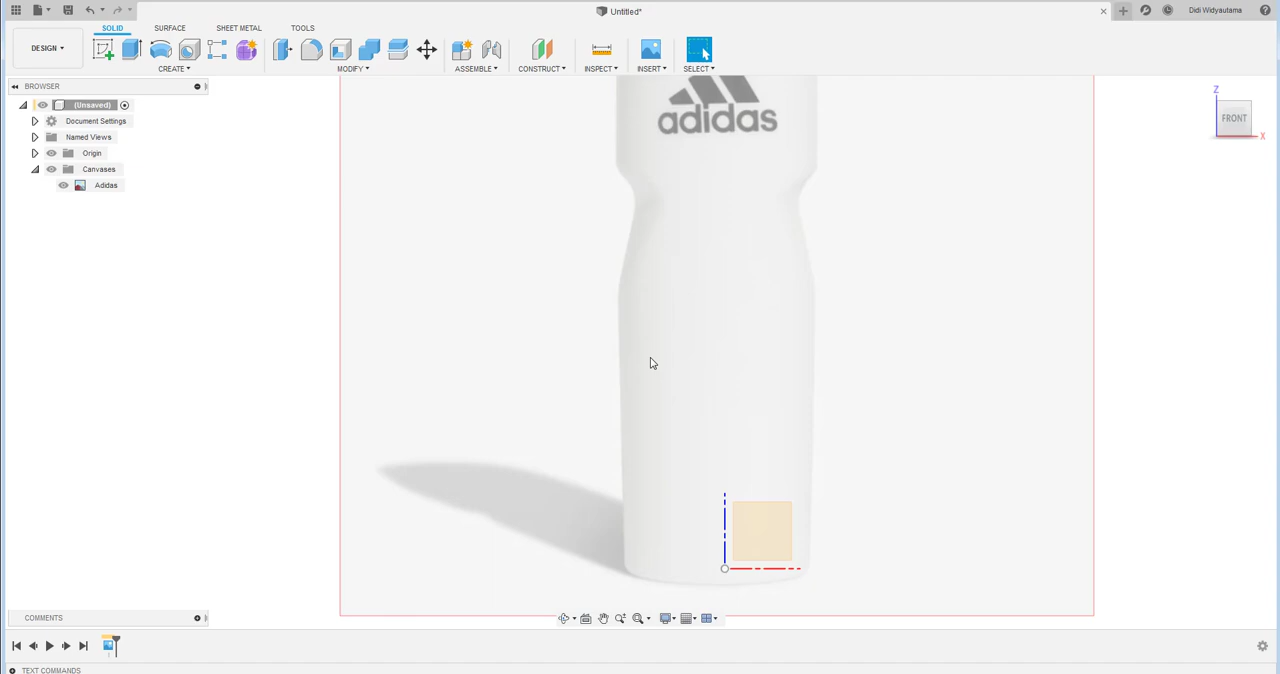 Untitled*
Didi Widyautama
DESIGN
SOLID
SURFACE
SHEET METAL
TOOLS
CREATE
MODIFY
ASSEMBLE
CONSTRUCT
INSPECT
INSERT
SELECT
BROWSER
(Unsaved)
Document Settings
Named Views
Origin
Canvases
Adidas
adidas
Z
FRONT
X
COMMENTS
TEXT COMMANDS